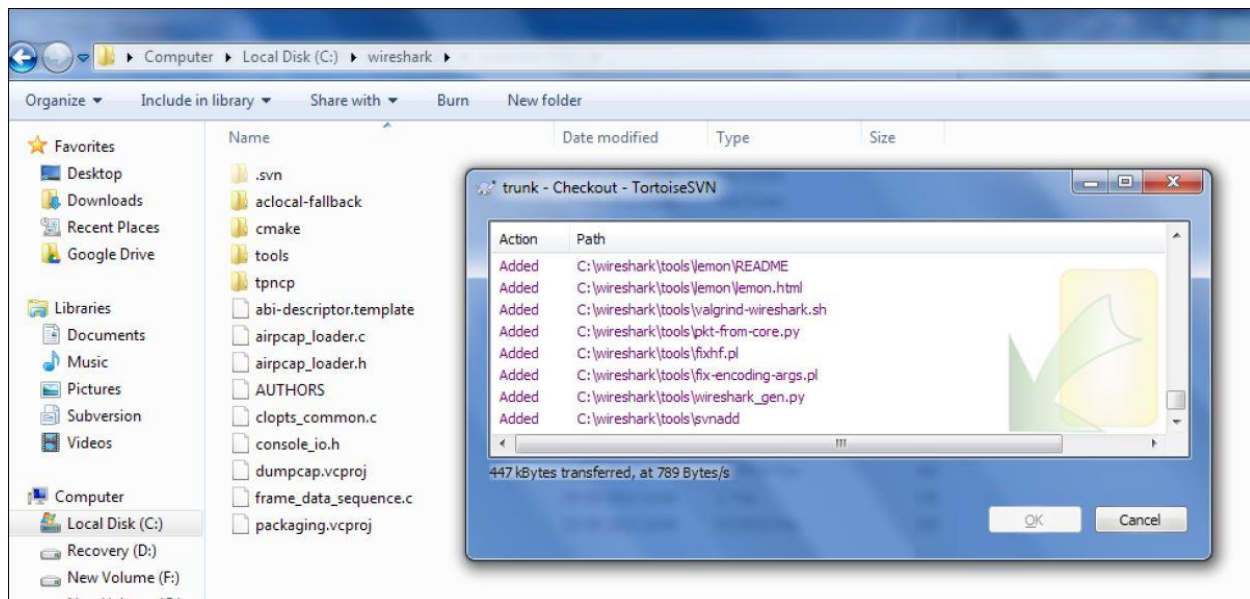 Computer ▸ Local Disk (C:) ▸ wireshark ▸
Organize Include in library Share with Burn New folder
Favorites
Desktop
Downloads
Recent Places
Google Drive
Libraries
Documents
Music
Pictures
Subversion
Videos
Computer
Local Disk (C:)
Recovery (D:)
New Volume (F:)
Name Date modified Type Size
.svn
aclocal-fallback
cmake
tools
tpncp
abi-descriptor.template
airpcap_loader.c
airpcap_loader.h
AUTHORS
clopts_common.c
console_io.h
dumpcap.vcproj
frame_data_sequence.c
packaging.vcproj
trunk - Checkout - TortoiseSVN
Action Path
Added C:\wireshark\tools\lemon\README
Added C:\wireshark\tools\lemon\lemon.html
Added C:\wireshark\tools\valgrind-wireshark.sh
Added C:\wireshark\tools\pkt-from-core.py
Added C:\wireshark\tools\fixhf.pl
Added C:\wireshark\tools\fix-encoding-args.pl
Added C:\wireshark\tools\wireshark_gen.py
Added C:\wireshark\tools\svnadd
447 kBytes transferred, at 789 Bytes/s
OK Cancel